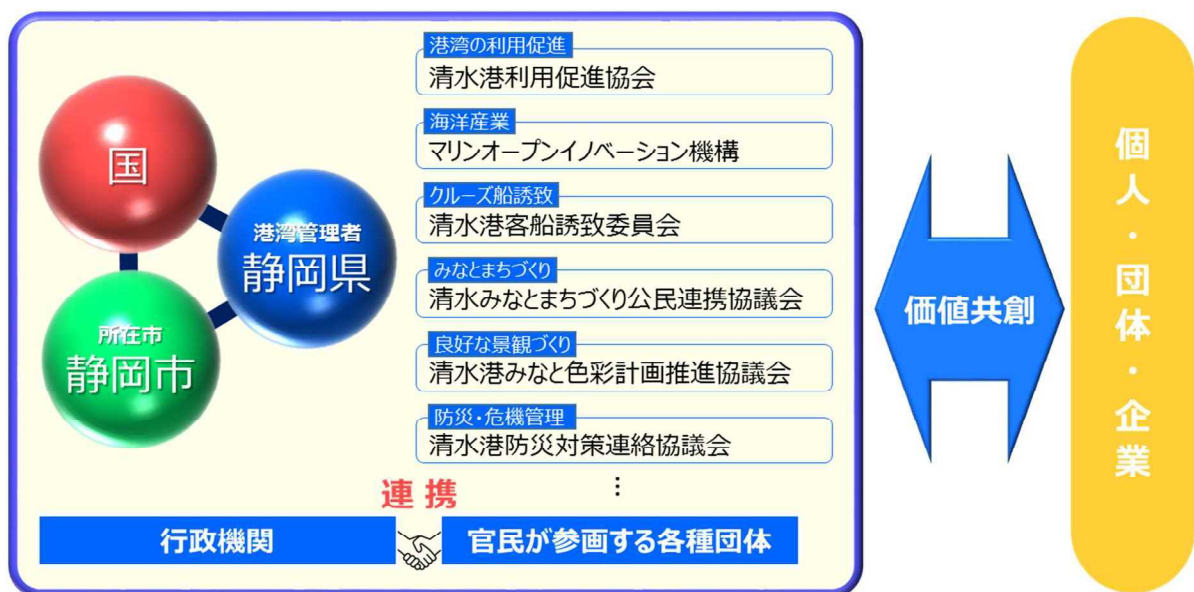 国
港湾管理者
静岡県
所在市
静岡市
港湾の利用促進
清水港利用促進協会
海洋産業
マリンオープンイノベーション機構
クルーズ船誘致
清水港客船誘致委員会
みなとまちづくり
清水みなとまちづくり公民連携協議会
良好な景観づくり
清水港みなと色彩計画推進協議会
防災・危機管理
清水港防災対策連絡協議会
⋮
連携
行政機関
官民が参画する各種団体
価値共創
個人・団体・企業